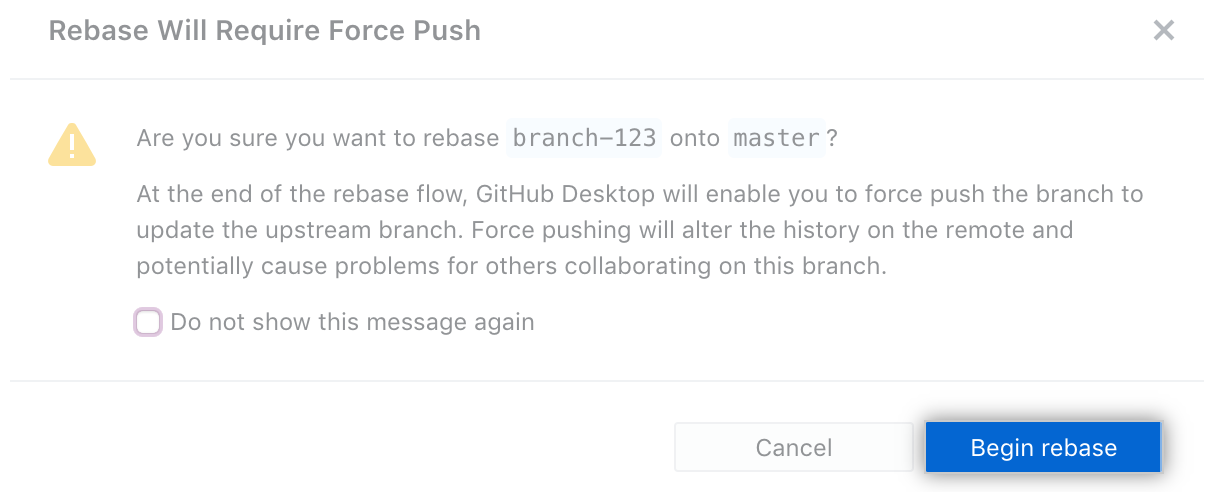 Rebase Will Require Force Push
Are you sure you want to rebase branch-123 onto master?
At the end of the rebase flow, GitHub Desktop will enable you to force push the branch to
update the upstream branch. Force pushing will alter the history on the remote and
potentially cause problems for others collaborating on this branch.
Do not show this message again
Cancel
Begin rebase